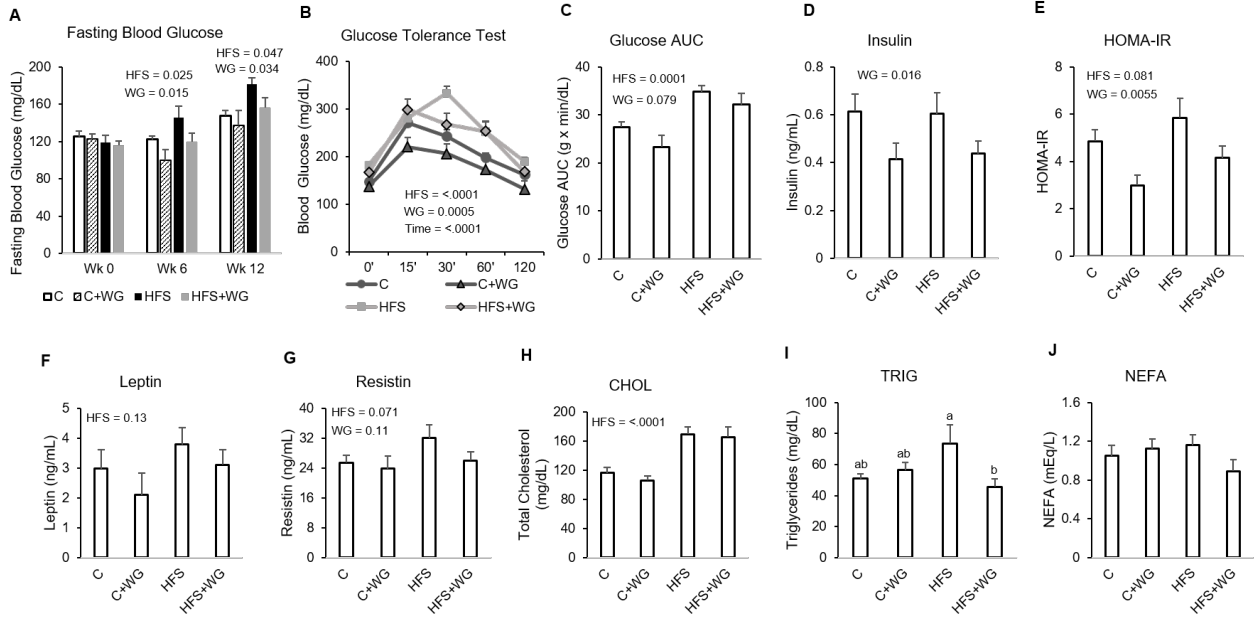 A
Fasting Blood Glucose
HFS = 0.047
WG = 0.034
HFS = 0.025
WG = 0.015
Fasting Blood Glucose (mg/dL)
200
160
120
80
40
0
Wk 0 Wk 6 Wk 12
C C+WG HFS HFS+WG
B
Glucose Tolerance Test
Blood Glucose (mg/dL)
400
300
200
100
0
HFS = <.0001
WG = 0.0005
Time = <.0001
0' 15' 30' 60' 120
C C+WG
HFS HFS+WG
C
Glucose AUC
HFS = 0.0001
WG = 0.079
Glucose AUC (g x min/dL)
40
30
20
10
0
C C+WG HFS HFS+WG
D
Insulin
WG = 0.016
Insulin (ng/mL)
0.8
0.6
0.4
0.2
0
C C+WG HFS HFS+WG
E
HOMA-IR
HFS = 0.081
WG = 0.0055
HOMA-IR
8
6
4
2
0
C C+WG HFS HFS+WG
F
Leptin
HFS = 0.13
Leptin (ng/mL)
5
4
3
2
1
0
C C+WG HFS HFS+WG
G
Resistin
HFS = 0.071
WG = 0.11
Resistin (ng/mL)
40
32
24
16
8
0
C C+WG HFS HFS+WG
H
CHOL
HFS = <.0001
Total Cholesterol
(mg/dL)
200
160
120
80
40
0
C C+WG HFS HFS+WG
I
TRIG
Triglycerides (mg/dL)
100
80
60
40
20
0
ab ab a b
C C+WG HFS HFS+WG
J
NEFA
NEFA (mEq/L)
1.6
1.2
0.8
0.4
0
C C+WG HFS HFS+WG